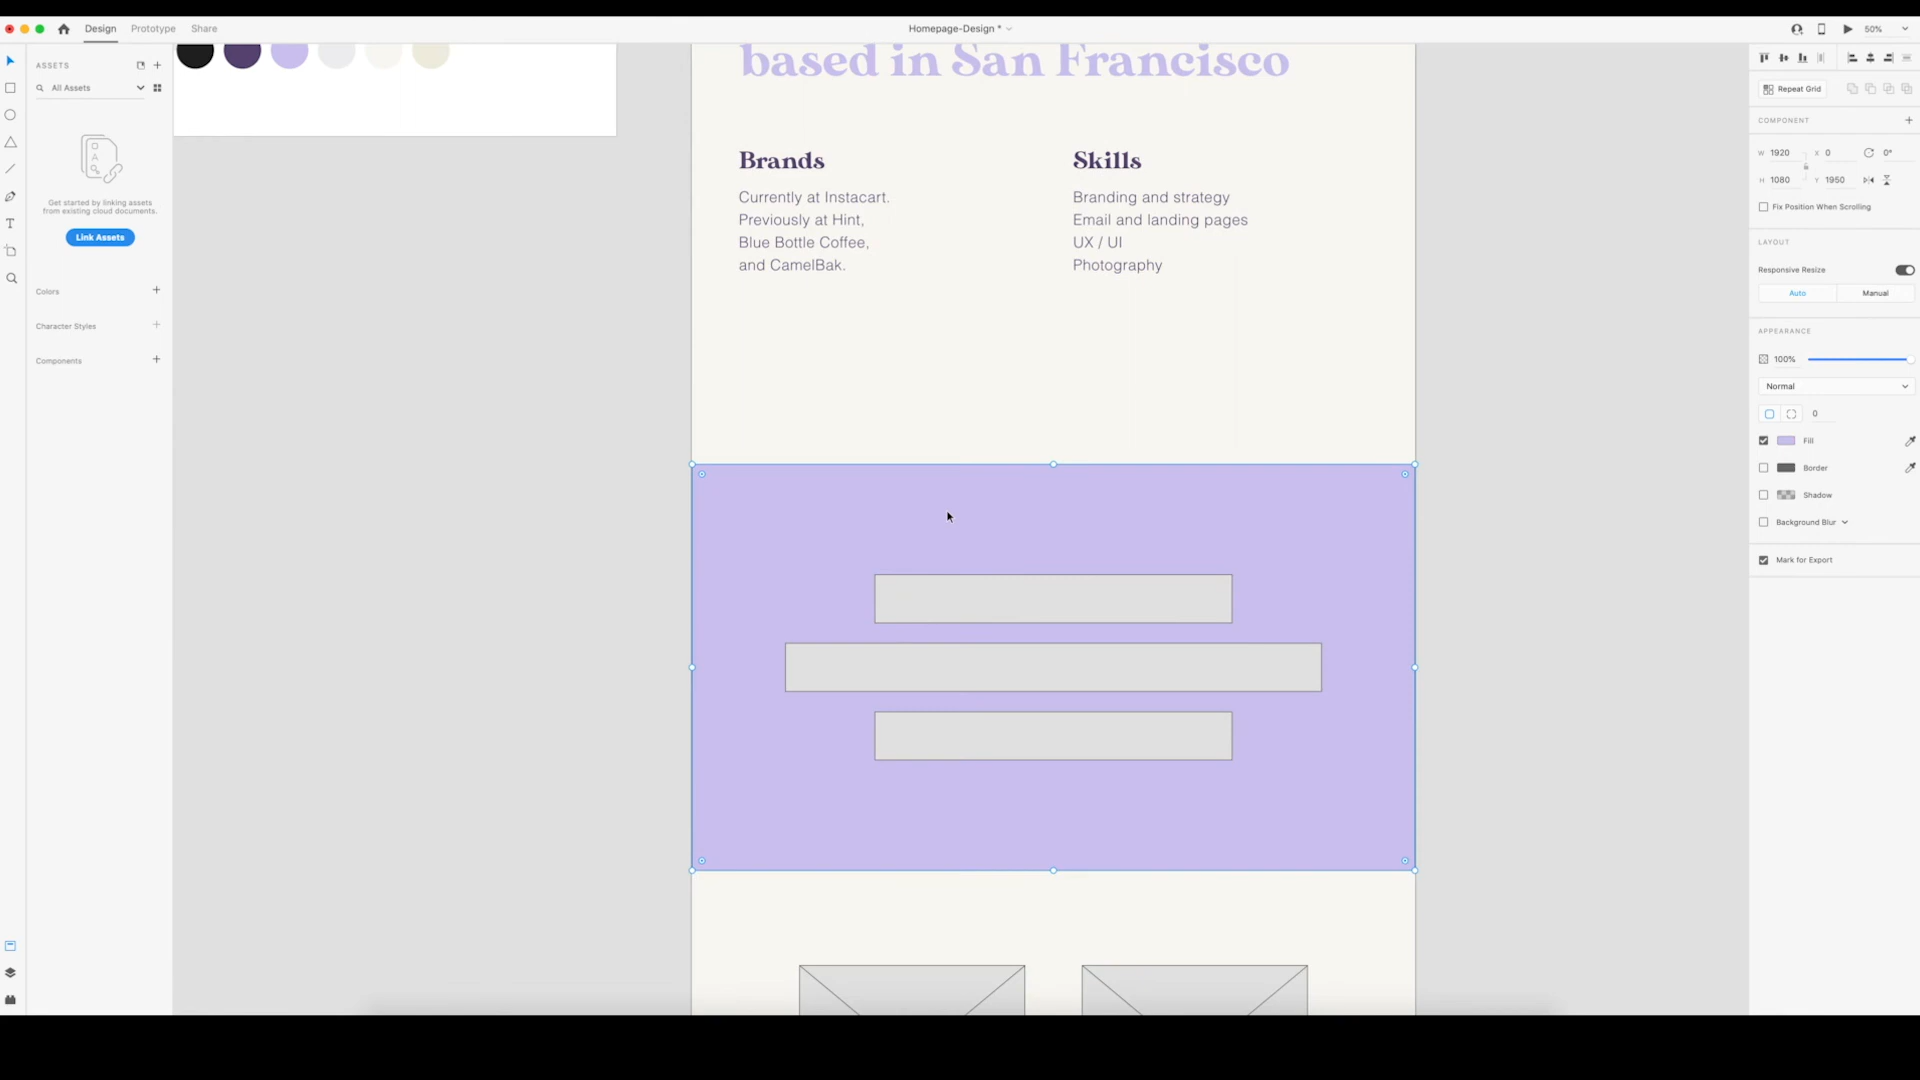 Design
Prototype
Share
Homepage-Design *
50%
ASSETS
All Assets
Get started by linking assets
from existing cloud documents.
Link Assets
Colors
Character Styles
Components
based in San Francisco
Brands
Currently at Instacart.
Previously at Hint,
Blue Bottle Coffee,
and CamelBak.
Skills
Branding and strategy
Email and landing pages
UX / UI
Photography
Repeat Grid
COMPONENT
W 1920 X 0 0°
H 1080 Y 1950
Fix Position When Scrolling
LAYOUT
Responsive Resize
Auto
Manual
APPEARANCE
100%
Normal
0
Fill
Border
Shadow
Background Blur
Mark for Export